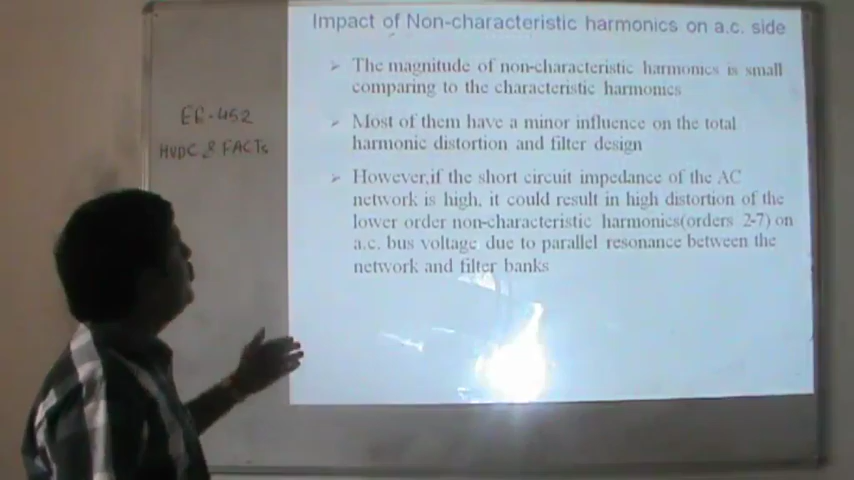 Impact of Non-characteristic harmonics on a.c. side
The magnitude of non-characteristic harmonics is small
comparing to the characteristic harmonics
Most of them have a minor influence on the total
harmonic distortion and filter design
However,if the short circuit impedance of the AC
network is high, it could result in high distortion of the
lower order non-characteristic harmonics(orders 2-7) on
a.c. bus voltage due to parallel resonance between the
network and filter banks
EE-452
HVDC & FACTs